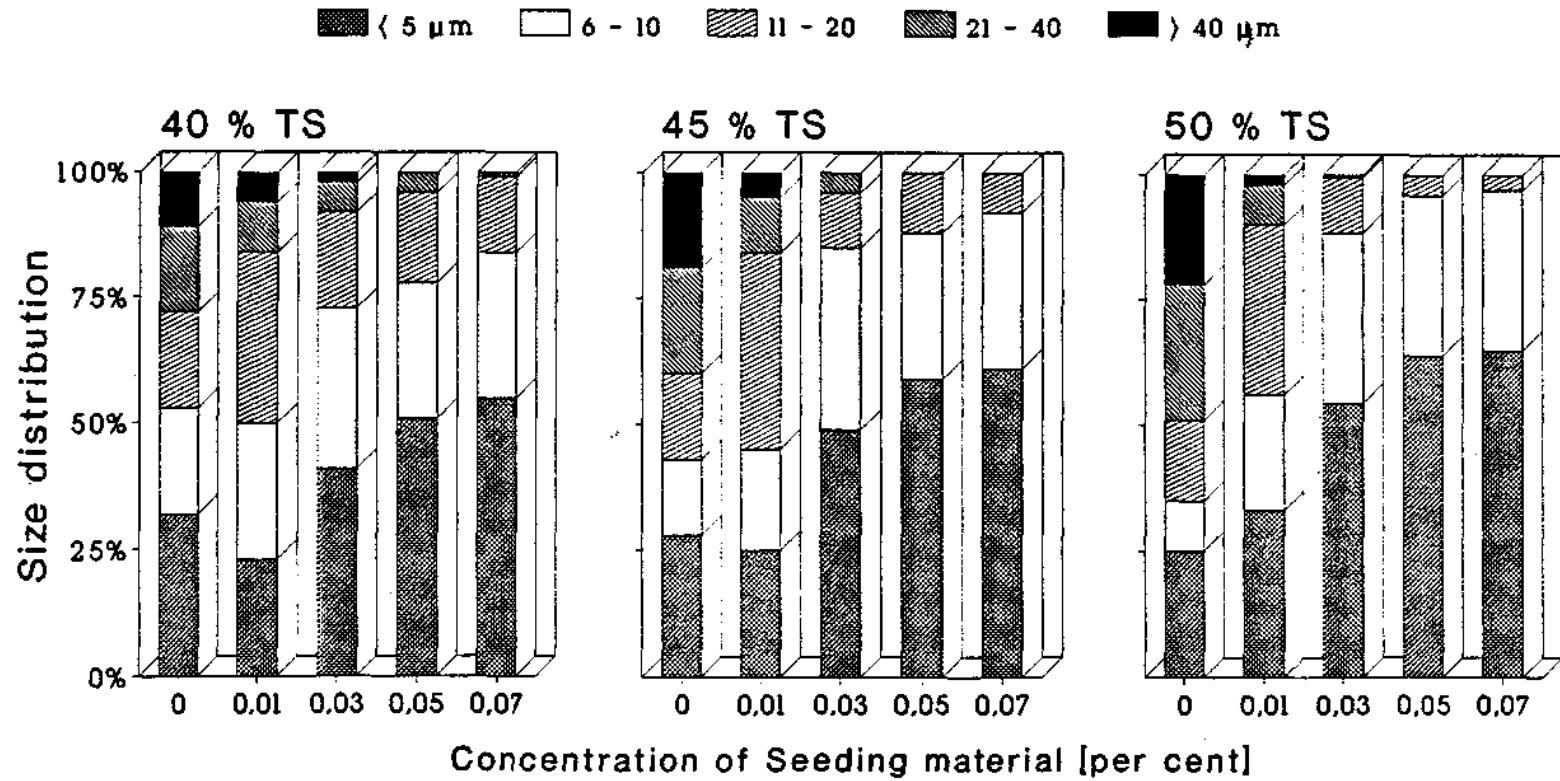 < 5 µm 6 - 10 11 - 20 21 - 40 > 40 µm
40 % TS 45 % TS 50 % TS
100%
75%
50%
25%
0%
Size distribution
0 0,01 0,03 0,05 0,07 0 0,01 0,03 0,05 0,07 0 0,01 0,03 0,05 0,07
Concentration of Seeding material [per cent]